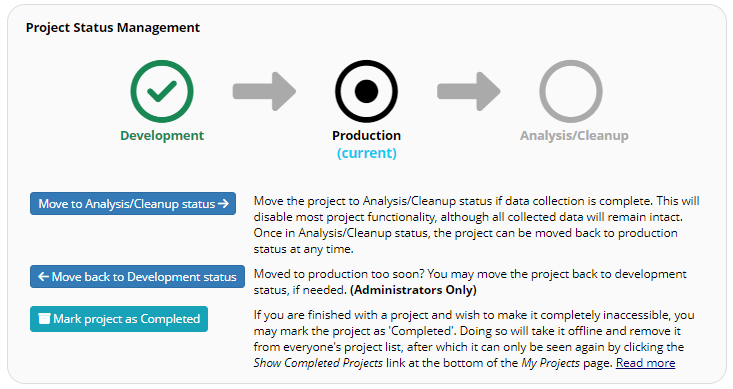 Project Status Management
Development
Production
(current)
Analysis/Cleanup
Move to Analysis/Cleanup status →
Move the project to Analysis/Cleanup status if data collection is complete. This will
disable most project functionality, although all collected data will remain intact.
Once in Analysis/Cleanup status, the project can be moved back to production
status at any time.
← Move back to Development status
Moved to production too soon? You may move the project back to development
status, if needed. (Administrators Only)
Mark project as Completed
If you are finished with a project and wish to make it completely inaccessible, you
may mark the project as 'Completed'. Doing so will take it offline and remove it
from everyone's project list, after which it can only be seen again by clicking the
Show Completed Projects link at the bottom of the My Projects page. Read more